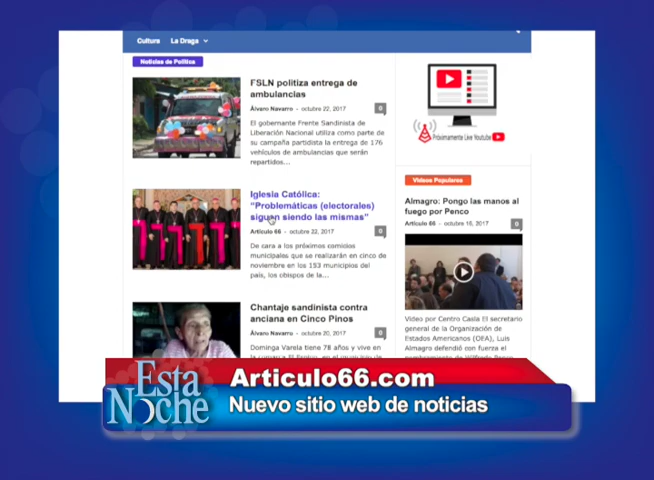 Cultura La Draga
Noticias de Política
FSLN politiza entrega de
ambulancias
Álvaro Navarro - octubre 22, 2017 0
El gobernante Frente Sandinista de
Liberación Nacional utiliza como parte de
su campaña partidista la entrega de 176
vehículos de ambulancias que serán
repartidos...
Iglesia Católica:
"Problemáticas (electorales)
siguen siendo las mismas"
Artículo 66 - octubre 22, 2017 0
De cara a los próximos comicios
municipales que se realizarán en cinco de
noviembre en los 153 municipios del
país, los obispos de la...
Chantaje sandinista contra
anciana en Cinco Pinos
Álvaro Navarro - octubre 20, 2017 0
Dominga Varela tiene 76 años y vive en
Próximamente Live Youtube
Videos Populares
Almagro: Pongo las manos al
fuego por Penco
Artículo 66 - octubre 16, 2017 0
Video por Centro Casla El secretario
general de la Organización de
Estados Americanos (OEA), Luis
Almagro defendió con fuerza el
Esta
Noche
Articulo66.com
Nuevo sitio web de noticias